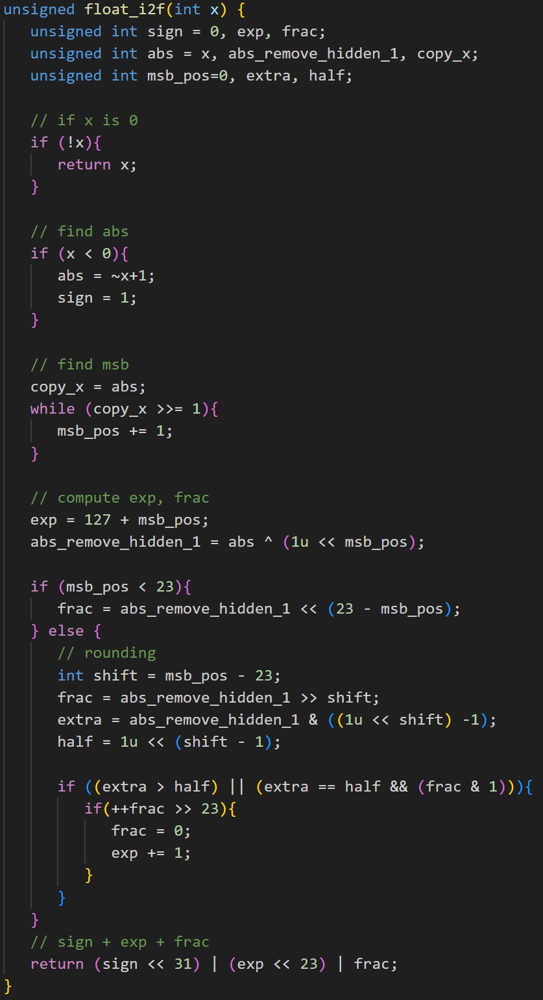 unsigned float_i2f(int x) {
   unsigned int sign = 0, exp, frac;
   unsigned int abs = x, abs_remove_hidden_1, copy_x;
   unsigned int msb_pos=0, extra, half;

   // if x is 0
   if (!x){
      return x;
   }

   // find abs
   if (x < 0){
      abs = ~x+1;
      sign = 1;
   }

   // find msb
   copy_x = abs;
   while (copy_x >>= 1){
      msb_pos += 1;
   }

   // compute exp, frac
   exp = 127 + msb_pos;
   abs_remove_hidden_1 = abs ^ (1u << msb_pos);

   if (msb_pos < 23){
      frac = abs_remove_hidden_1 << (23 - msb_pos);
   } else {
      // rounding
      int shift = msb_pos - 23;
      frac = abs_remove_hidden_1 >> shift;
      extra = abs_remove_hidden_1 & ((1u << shift) -1);
      half = 1u << (shift - 1);

      if ((extra > half) || (extra == half && (frac & 1))){
         if(++frac >> 23){
            frac = 0;
            exp += 1;
         }
      }
   }
   // sign + exp + frac
   return (sign << 31) | (exp << 23) | frac;
}